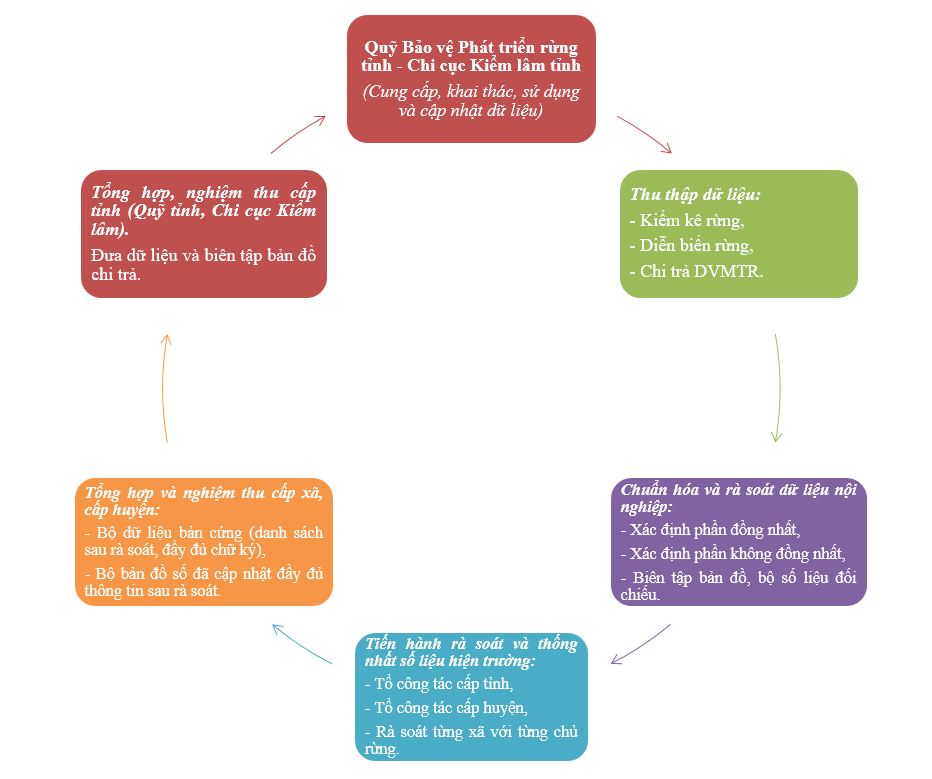 Quỹ Bảo vệ Phát triển rừng
tỉnh - Chi cục Kiểm lâm tỉnh
(Cung cấp, khai thác, sử dụng
và cập nhật dữ liệu)
Thu thập dữ liệu:
- Kiểm kê rừng,
- Diễn biến rừng,
- Chi trả DVMTR.
Chuẩn hóa và rà soát dữ liệu nội
nghiệp:
- Xác định phần đồng nhất,
- Xác định phần không đồng nhất,
- Biên tập bản đồ, bộ số liệu đối
chiếu.
Tiến hành rà soát và thống
nhất số liệu hiện trường:
- Tổ công tác cấp tỉnh,
- Tổ công tác cấp huyện,
- Rà soát từng xã với từng chủ
rừng.
Tổng hợp và nghiệm thu cấp xã,
cấp huyện:
- Bộ dữ liệu bản cứng (danh sách
sau rà soát, đầy đủ chữ ký),
- Bộ bản đồ số đã cập nhật đầy đủ
thông tin sau rà soát.
Tổng hợp, nghiệm thu cấp
tỉnh (Quỹ tỉnh, Chi cục Kiểm
lâm).
Đưa dữ liệu và biên tập bản đồ
chi trả.